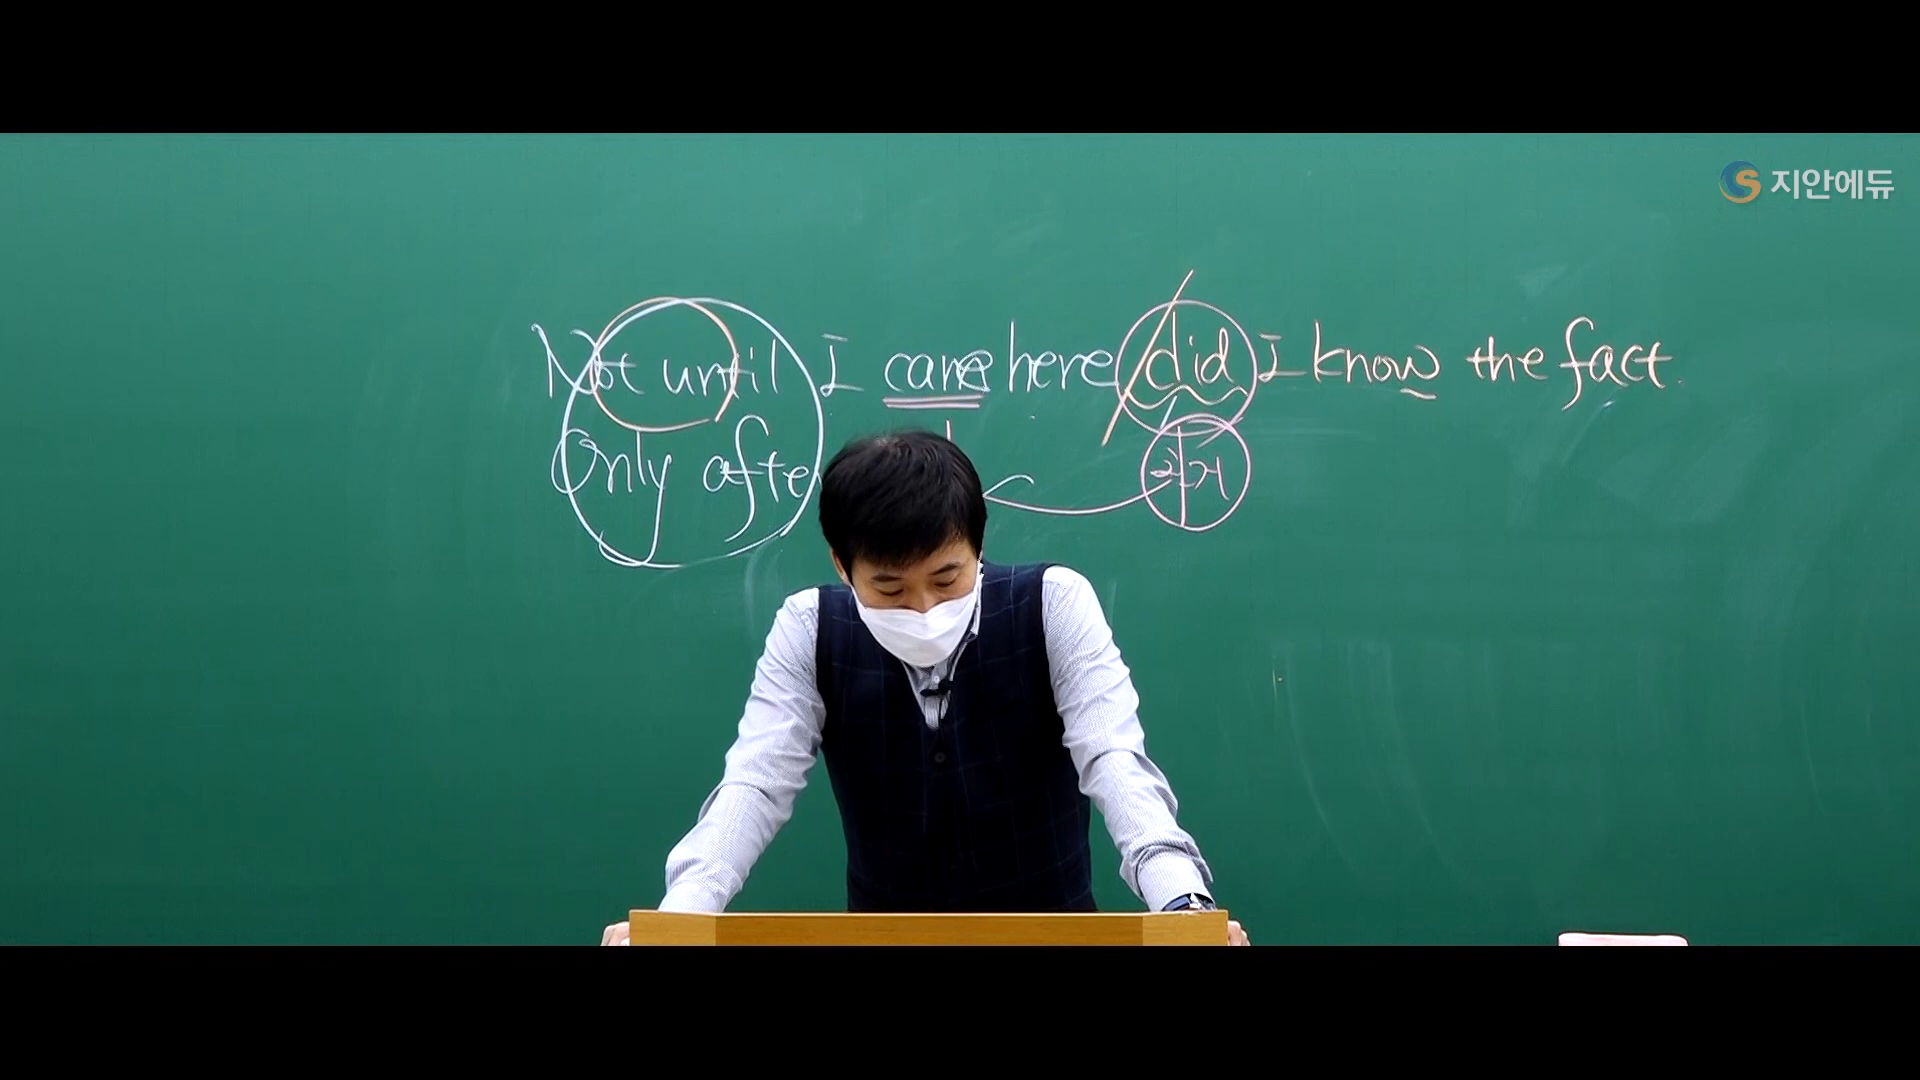 지안에듀
Not until I came here did I know the fact.
Only after
과거